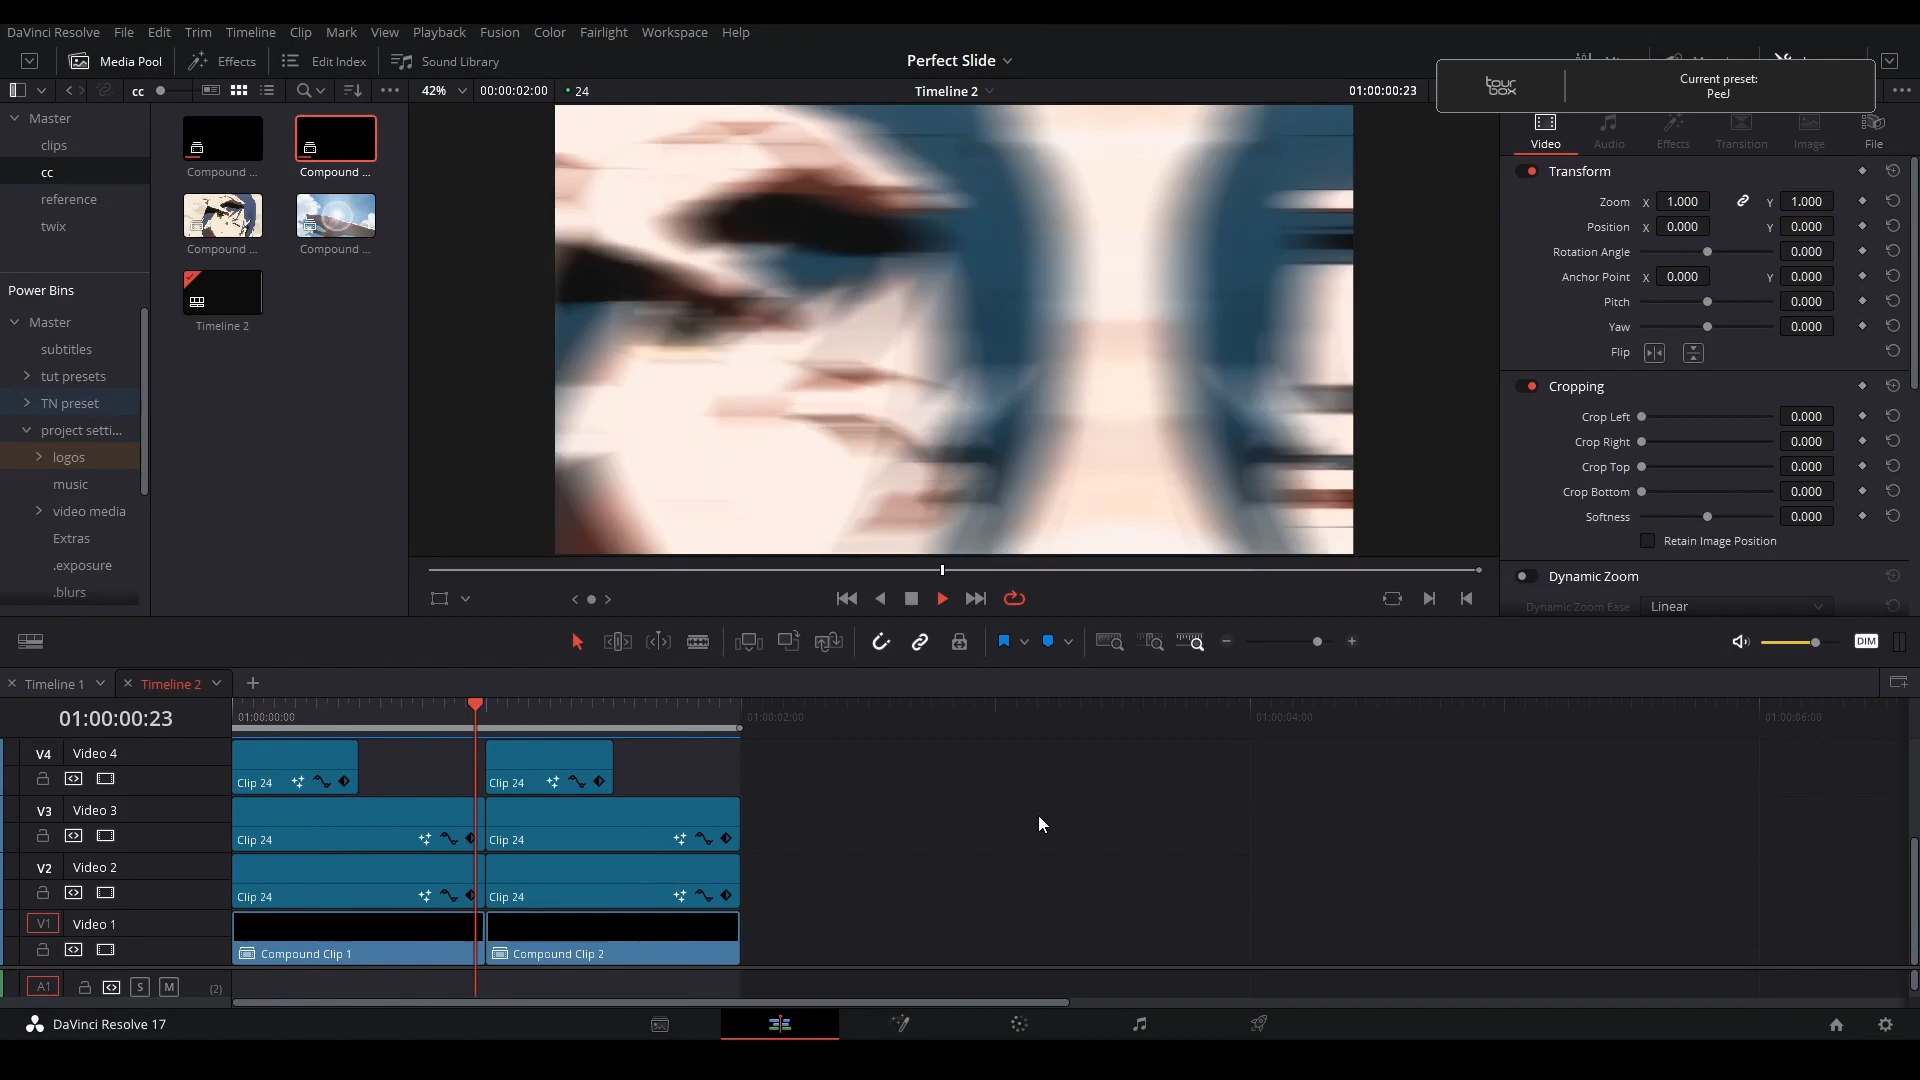 DaVinci Resolve File Edit Trim Timeline Clip Mark View Playback Fusion Color Fairlight Workspace Help
Media Pool Effects Edit Index Sound Library Perfect Slide
cc 42% 00:00:02:00 24 Timeline 2 01:00:00:23
tour box
Current preset:
PeeJ
Master
clips
cc
reference
twix
Power Bins
Master
subtitles
tut presets
TN preset
project setti...
logos
music
video media
Extras
.exposure
.blurs
Compound ...
Compound ...
Compound ...
Compound ...
Timeline 2
Video Audio Effects Transition Image File
Transform
Zoom X 1.000 Y 1.000
Position X 0.000 Y 0.000
Rotation Angle 0.000
Anchor Point X 0.000 Y 0.000
Pitch 0.000
Yaw 0.000
Flip
Cropping
Crop Left 0.000
Crop Right 0.000
Crop Top 0.000
Crop Bottom 0.000
Softness 0.000
Retain Image Position
Dynamic Zoom
Dynamic Zoom Ease Linear
DIM
Timeline 1 Timeline 2
01:00:00:23
01:00:00:00 01:00:02:00 01:00:04:00 01:00:06:00
V4 Video 4
Clip 24 Clip 24
V3 Video 3
Clip 24 Clip 24
V2 Video 2
Clip 24 Clip 24
V1 Video 1
Compound Clip 1 Compound Clip 2
A1 S M (2)
DaVinci Resolve 17